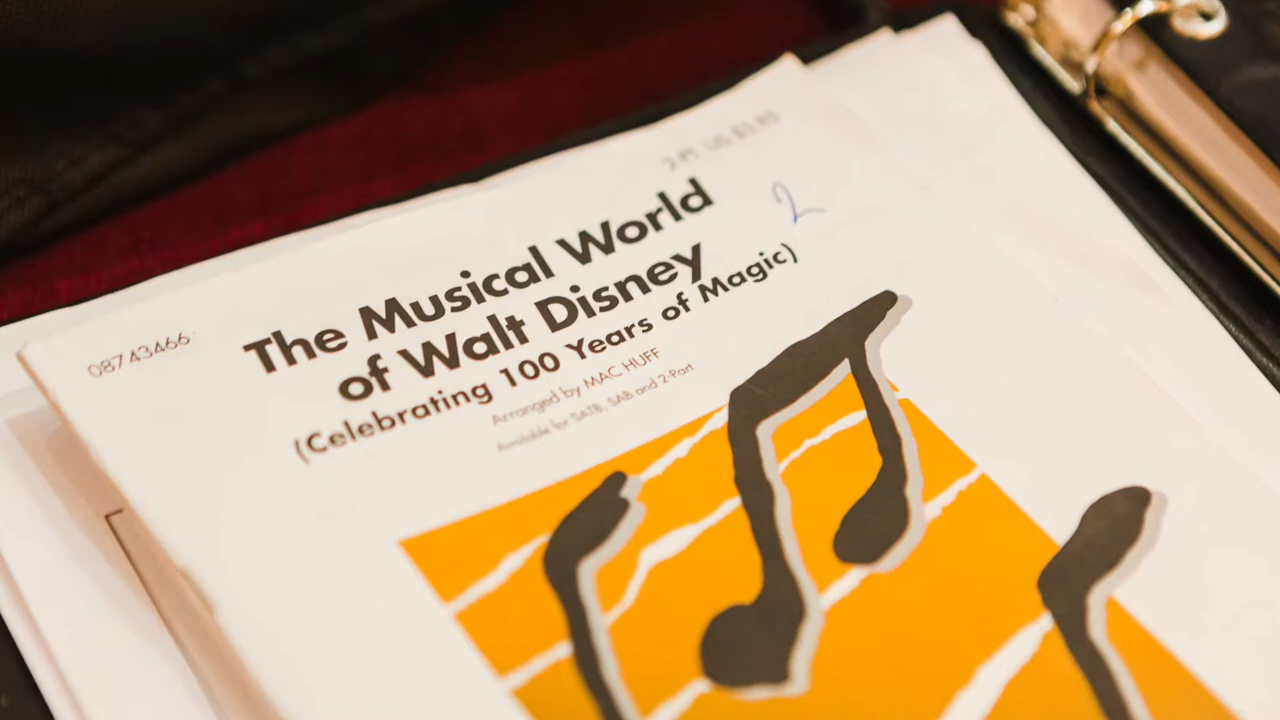 2
08743466
The Musical World
of Walt Disney
(Celebrating 100 Years of Magic)
Arranged by MAC HUFF
Available for SATB, SAB and 2-Part